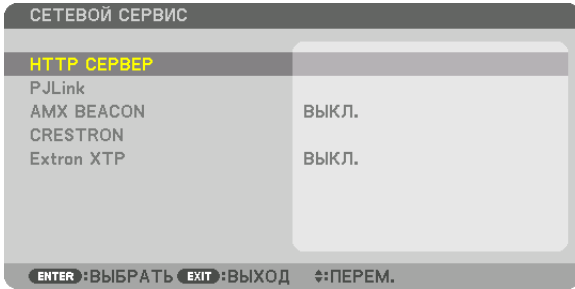 СЕТЕВОЙ СЕРВИС
HTTP СЕРВЕР
PJLink
AMX BEACON ВЫКЛ.
CRESTRON
Extron XTP ВЫКЛ.
ENTER :ВЫБРАТЬ EXIT :ВЫХОД ♦:ПЕРЕМ.